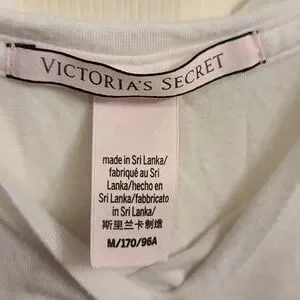 VICTORIA'S SECRET
made in Sri Lanka/
fabriqué au Sri
Lanka/hecho en
Sri Lanka/fabbricato
in Sri Lanka/
斯里兰卡制造
M/170/96A